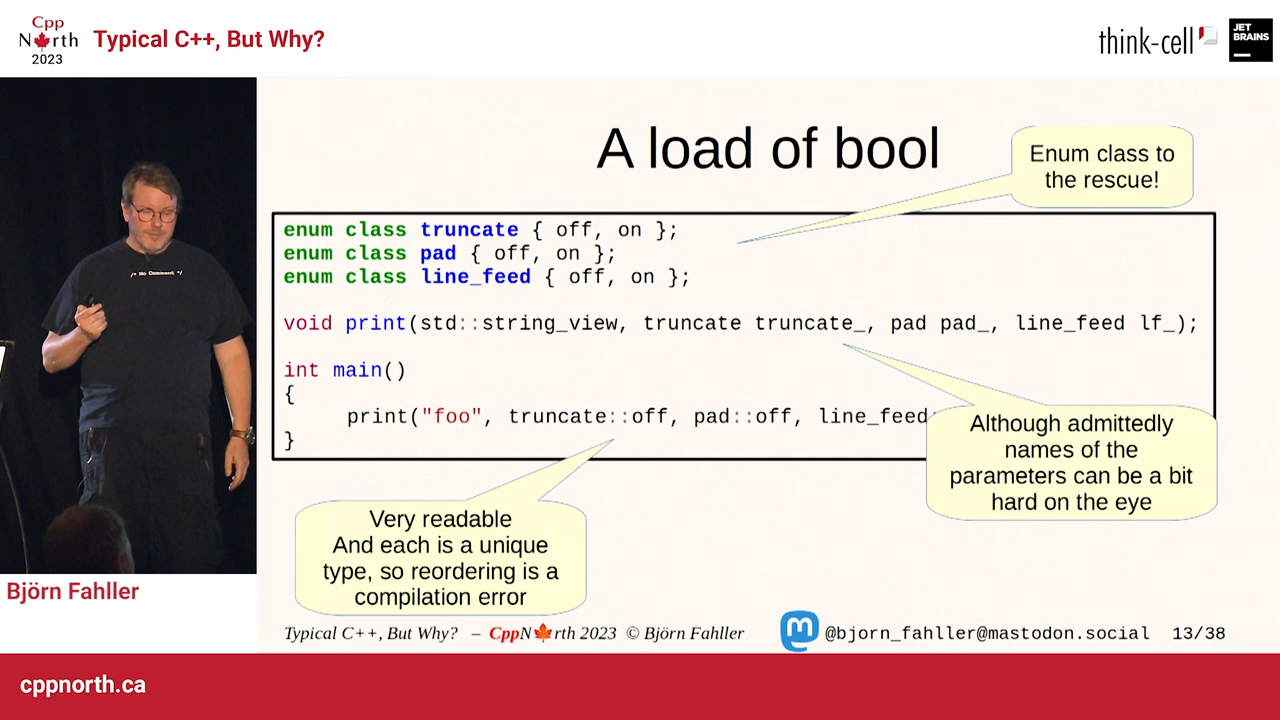 Cpp
North
2023
Typical C++, But Why?
think-cell
JET
BRAINS
/* No Comment */
A load of bool
Enum class to
the rescue!
enum class truncate { off, on };
enum class pad { off, on };
enum class line_feed { off, on };
void print(std::string_view, truncate truncate_, pad pad_, line_feed lf_);
int main()
{
print("foo", truncate::off, pad::off, line_feed:
}
Although admittedly
names of the
parameters can be a bit
hard on the eye
Very readable
And each is a unique
type, so reordering is a
compilation error
Björn Fahller
Typical C++, But Why? – CppNorth 2023 © Björn Fahller
@bjorn_fahller@mastodon.social 13/38
cppnorth.ca